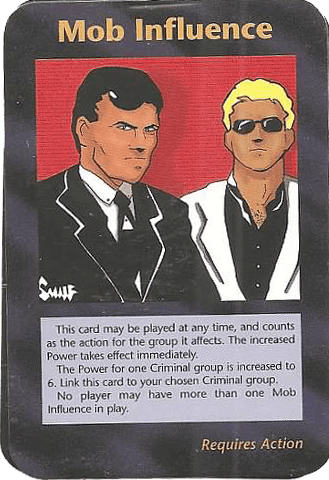 Mob Influence
This card may be played at any time, and counts
as the action for the group it affects. The increased
Power takes effect immediately.
The Power for one Criminal group is increased to
6. Link this card to your chosen Criminal group.
No player may have more than one Mob
Influence in play.
Requires Action